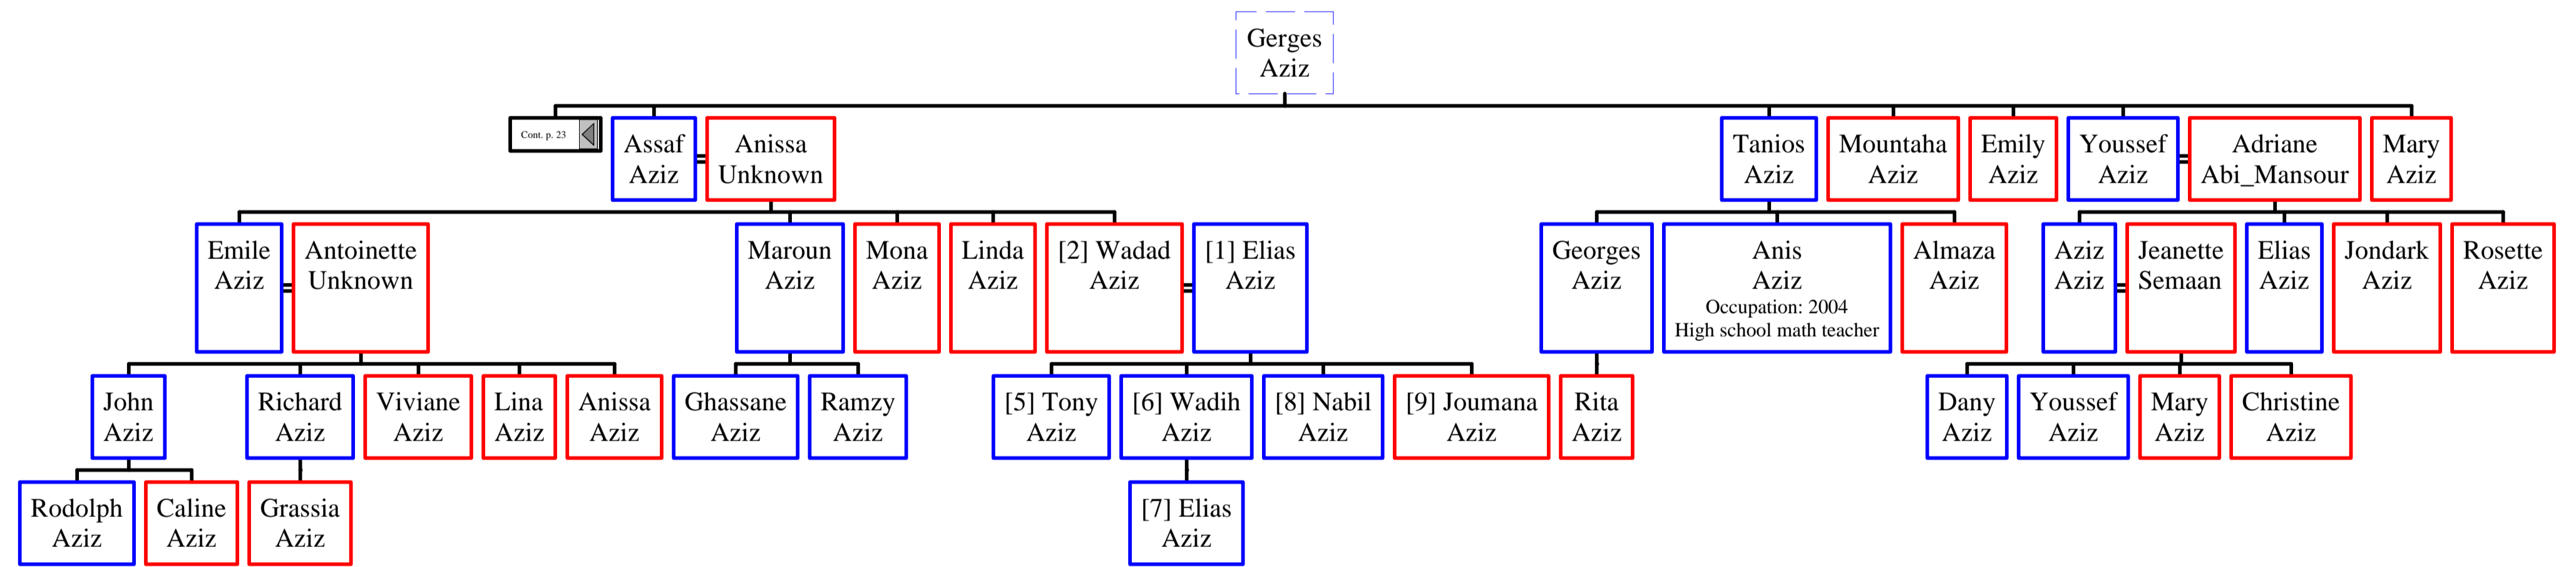 Gerges
Aziz
Cont. p. 23
Assaf
Aziz
Anissa
Unknown
Tanios
Aziz
Mountaha
Aziz
Emily
Aziz
Youssef
Aziz
Adriane
Abi_Mansour
Mary
Aziz
Emile
Aziz
Antoinette
Unknown
Maroun
Aziz
Mona
Aziz
Linda
Aziz
[2] Wadad
Aziz
[1] Elias
Aziz
Georges
Aziz
Anis
Aziz
Occupation: 2004
High school math teacher
Almaza
Aziz
Aziz
Aziz
Jeanette
Semaan
Elias
Aziz
Jondark
Aziz
Rosette
Aziz
John
Aziz
Richard
Aziz
Viviane
Aziz
Lina
Aziz
Anissa
Aziz
Ghassane
Aziz
Ramzy
Aziz
[5] Tony
Aziz
[6] Wadih
Aziz
[8] Nabil
Aziz
[9] Joumana
Aziz
Rita
Aziz
Dany
Aziz
Youssef
Aziz
Mary
Aziz
Christine
Aziz
Rodolph
Aziz
Caline
Aziz
Grassia
Aziz
[7] Elias
Aziz